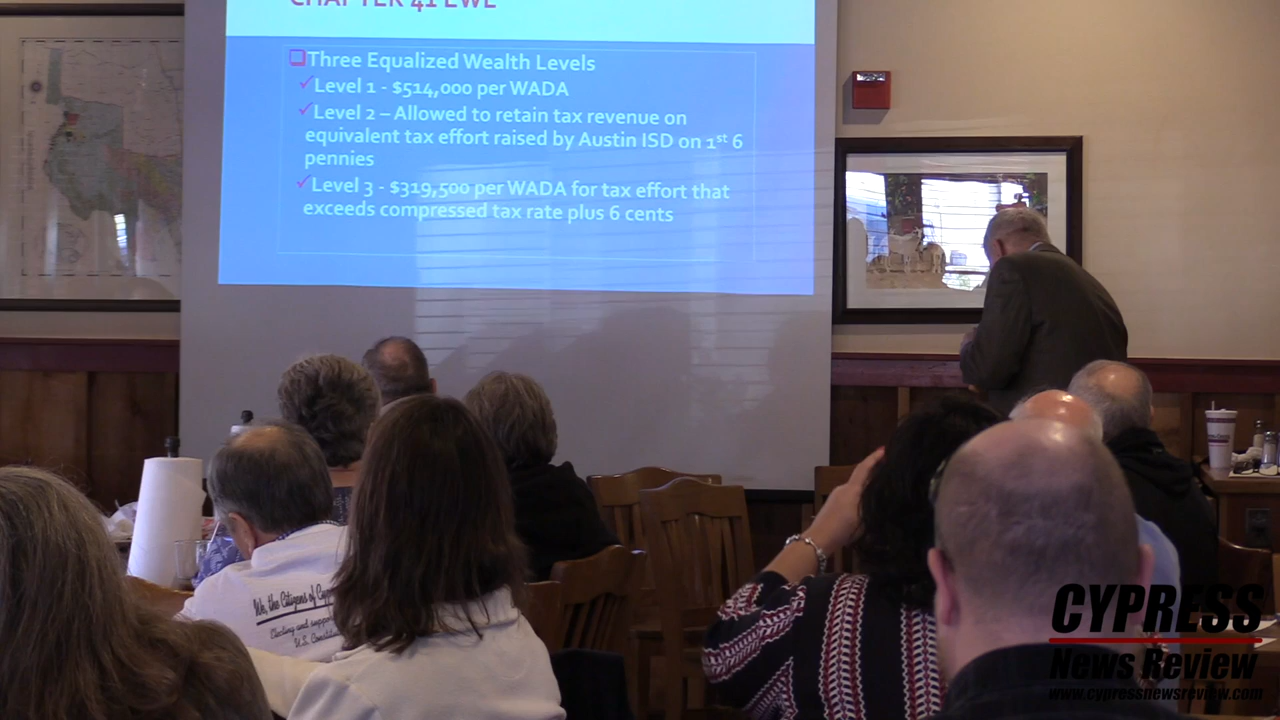 CHAPTER 41 EWL
Three Equalized Wealth Levels
Level 1 - $514,000 per WADA
Level 2 – Allowed to retain tax revenue on
equivalent tax effort raised by Austin ISD on 1st 6
pennies
Level 3 - $319,500 per WADA for tax effort that
exceeds compressed tax rate plus 6 cents
We, the Citizens of
Electing and
U.S.
CYPRESS
News Review
www.cypressnewsreview.com